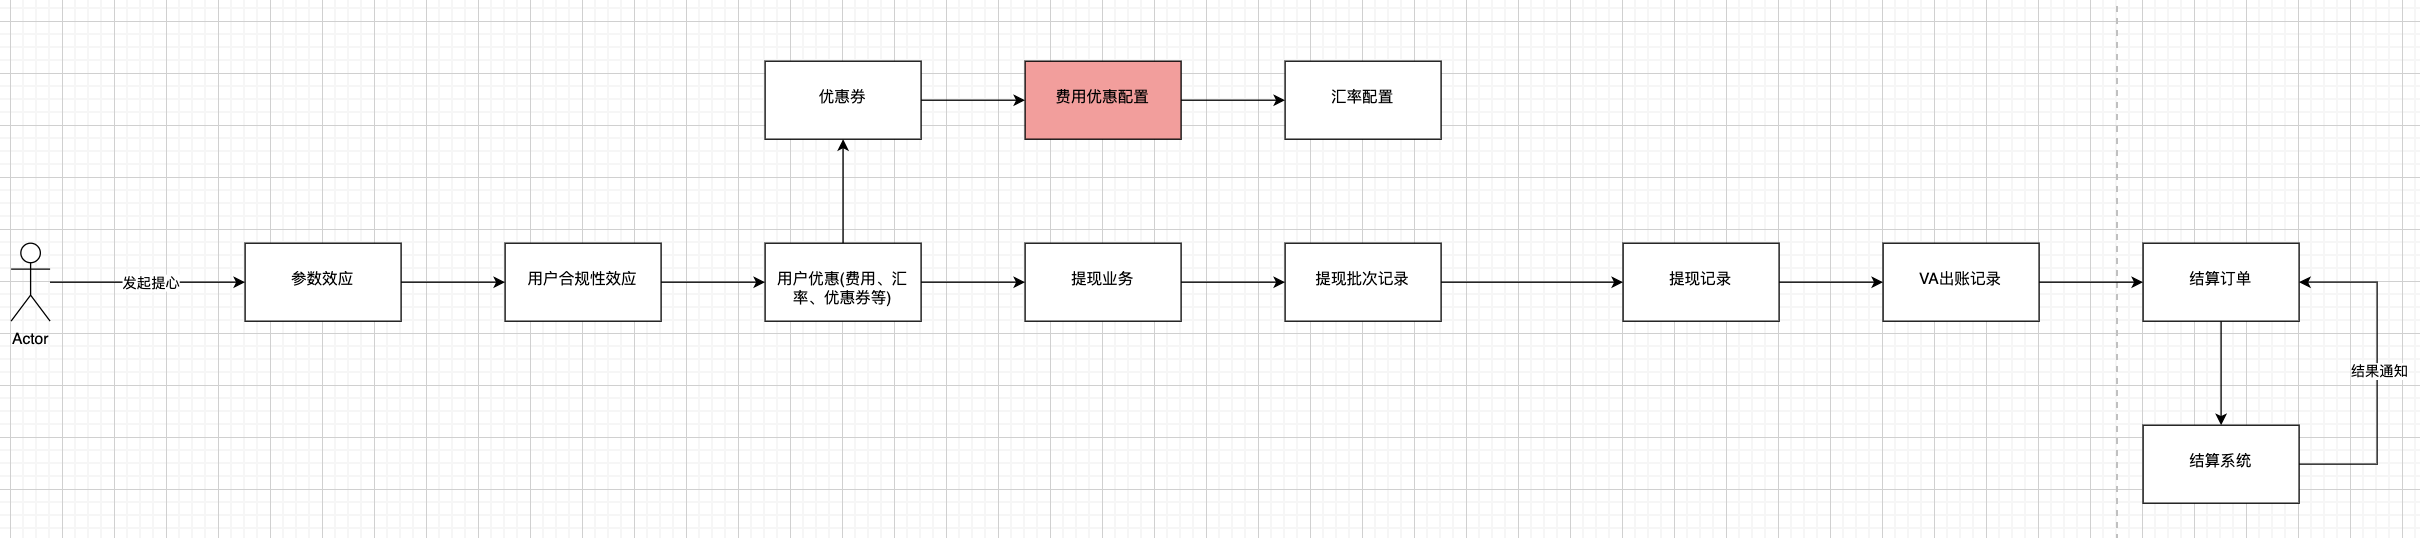 优惠券
费用优惠配置
汇率配置
发起提心
参数效应
用户合规性效应
用户优惠(费用、汇
率、优惠券等)
提现业务
提现批次记录
提现记录
VA出账记录
结算订单
Actor
结果通知
结算系统